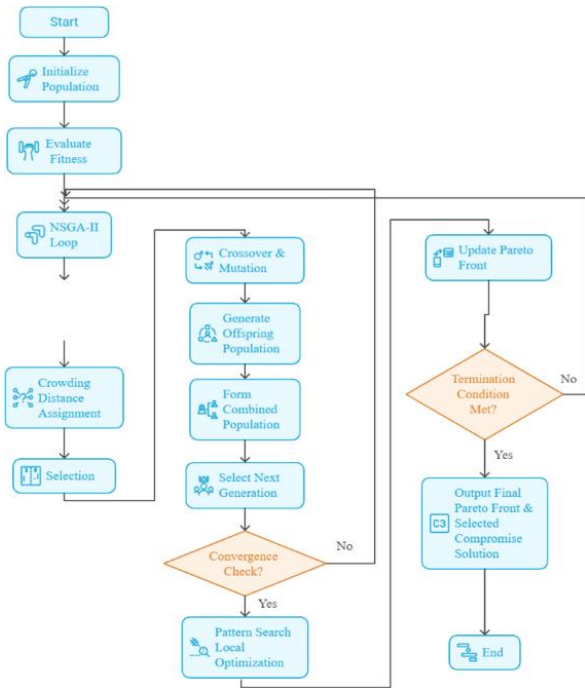 Start
Initialize
Population
Evaluate
Fitness
NSGA-II
Loop
Crowding
Distance
Assignment
Selection
Crossover &
Mutation
Generate
Offspring
Population
Form
Combined
Population
Select Next
Generation
Convergence
Check?
No
Yes
Pattern Search
Local
Optimization
Update Pareto
Front
Termination
Condition
Met?
No
Yes
C3
Output Final
Pareto Front &
Selected
Compromise
Solution
End